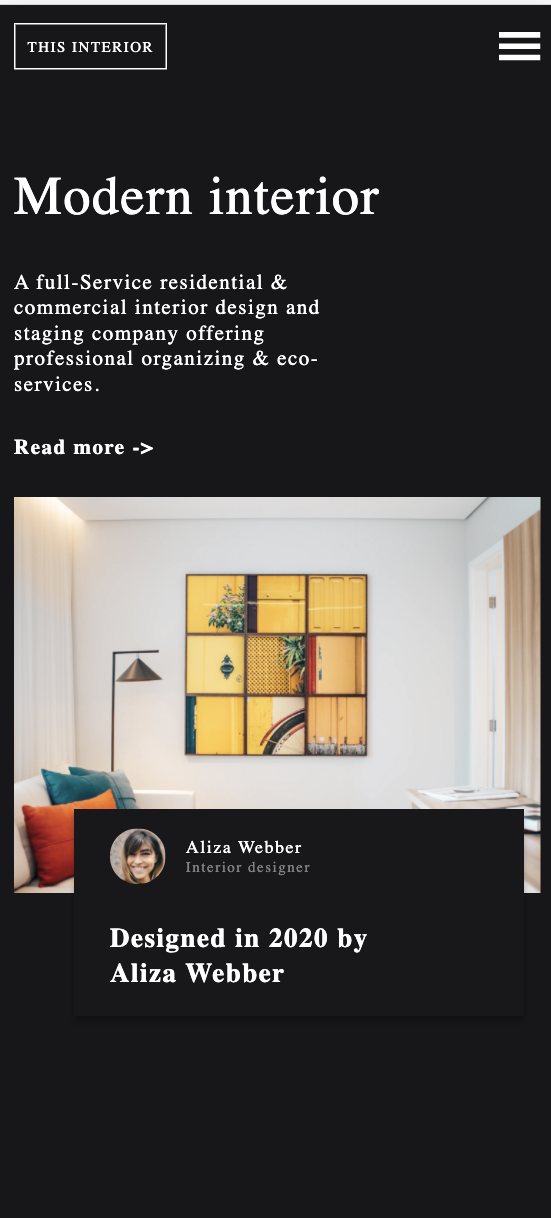 THIS INTERIOR
Modern interior
A full-Service residential &
commercial interior design and
staging company offering
professional organizing & eco-
services.
Read more ->
Aliza Webber
Interior designer
Designed in 2020 by
Aliza Webber